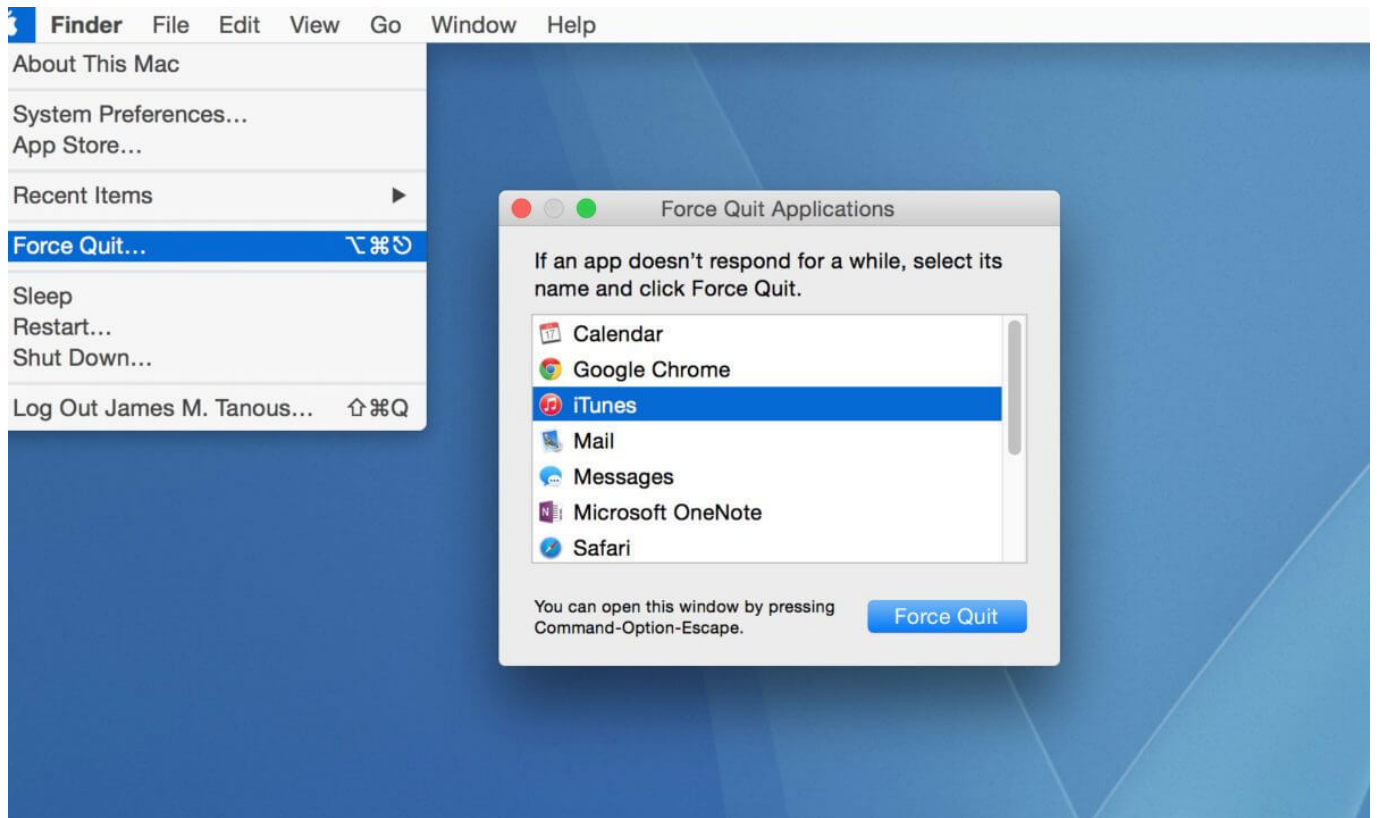 Finder File Edit View Go Window Help
About This Mac
System Preferences...
App Store...
Recent Items ▶
Force Quit... ⌥⌘⎋
Sleep
Restart...
Shut Down...
Log Out James M. Tanous... ⇧⌘Q
Force Quit Applications
If an app doesn’t respond for a while, select its
name and click Force Quit.
Calendar
Google Chrome
iTunes
Mail
Messages
Microsoft OneNote
Safari
You can open this window by pressing
Command-Option-Escape.
Force Quit